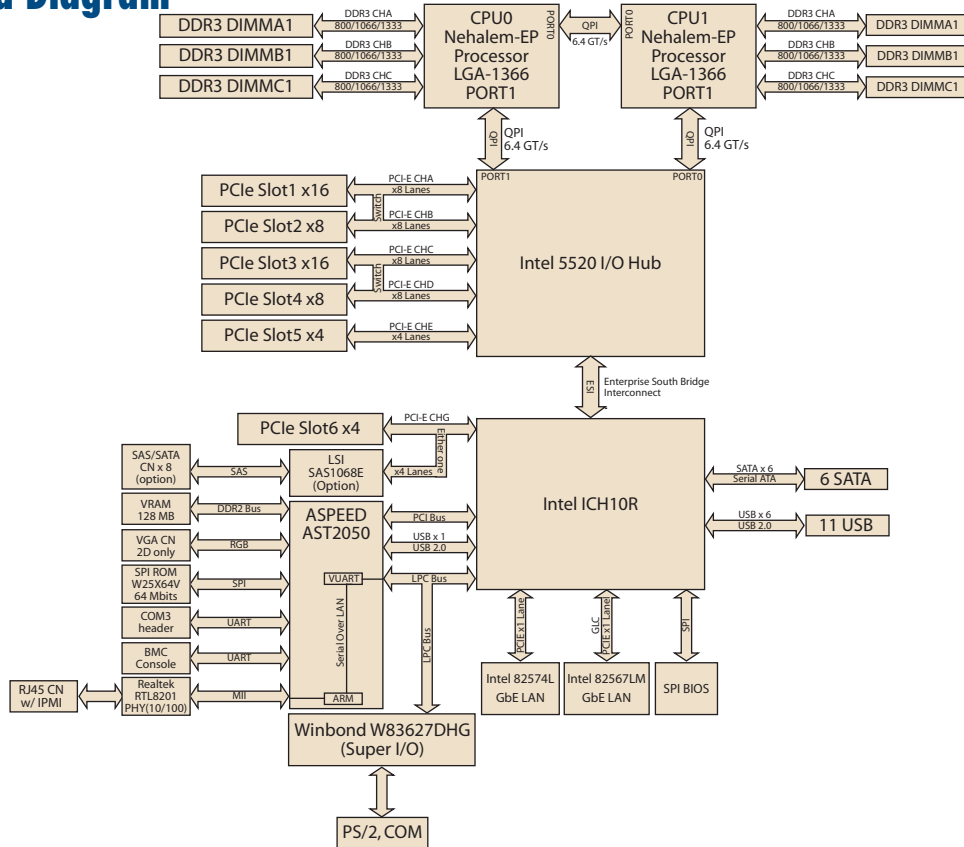 Diagram
DDR3 DIMMA1
DDR3 CHA
800/1066/1333
DDR3 DIMMB1
DDR3 CHB
800/1066/1333
DDR3 DIMMC1
DDR3 CHC
800/1066/1333
CPU0
Nehalem-EP
Processor
LGA-1366
PORT1
PORT0
QPI
6.4 GT/s
PORT0
CPU1
Nehalem-EP
Processor
LGA-1366
PORT1
DDR3 CHA
800/1066/1333
DDR3 DIMMA1
DDR3 CHB
800/1066/1333
DDR3 DIMMB1
DDR3 CHC
800/1066/1333
DDR3 DIMMC1
QPI
QPI
6.4 GT/s
QPI
QPI
6.4 GT/s
PORT1
PORT0
Intel 5520 I/O Hub
PCIe Slot1 x16
PCI-E CHA
x8 Lanes
Switch
PCIe Slot2 x8
PCI-E CHB
x8 Lanes
PCIe Slot3 x16
PCI-E CHC
x8 Lanes
Switch
PCIe Slot4 x8
PCI-E CHD
x8 Lanes
PCIe Slot5 x4
PCI-E CHE
x4 Lanes
ESI
Enterprise South Bridge
Interconnect
PCIe Slot6 x4
PCI-E CHG
Either one
x4 Lanes
SAS/SATA
CN x 8
(option)
SAS
LSI
SAS1068E
(Option)
Intel ICH10R
SATA x 6
Serial ATA
6 SATA
USB x 6
USB 2.0
11 USB
VRAM
128 MB
DDR2 Bus
ASPEED
AST2050
PCI Bus
VGA CN
2D only
RGB
USB x 1
USB 2.0
SPI ROM
W25X64V
64 Mbits
SPI
VUART
LPC Bus
COM3
header
UART
Serial Over LAN
LPC Bus
BMC
Console
UART
RJ45 CN
w/ IPMI
Realtek
RTL8201
PHY(10/100)
MII
ARM
PCIE x1 Lane
GLC
PCIE x1 Lane
SPI
Intel 82574L
GbE LAN
Intel 82567LM
GbE LAN
SPI BIOS
Winbond W83627DHG
(Super I/O)
PS/2, COM